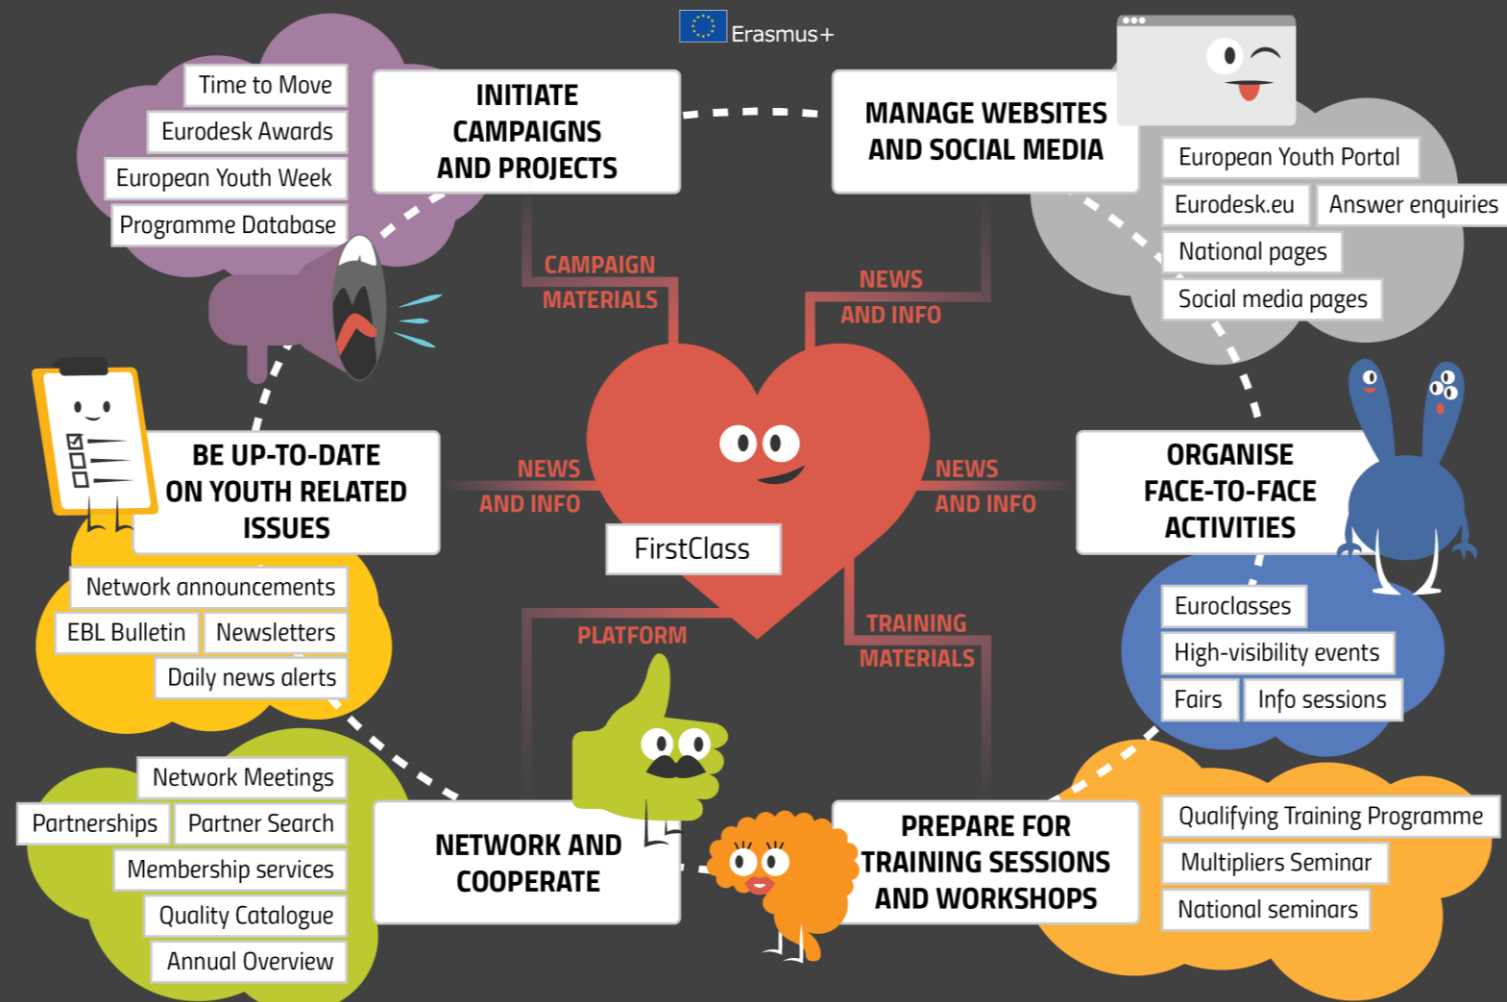 Erasmus+
INITIATE
CAMPAIGNS
AND PROJECTS
Time to Move
Eurodesk Awards
European Youth Week
Programme Database
MANAGE WEBSITES
AND SOCIAL MEDIA
European Youth Portal
Eurodesk.eu
Answer enquiries
National pages
Social media pages
CAMPAIGN
MATERIALS
NEWS
AND INFO
BE UP-TO-DATE
ON YOUTH RELATED
ISSUES
Network announcements
EBL Bulletin
Newsletters
Daily news alerts
NEWS
AND INFO
FirstClass
NEWS
AND INFO
ORGANISE
FACE-TO-FACE
ACTIVITIES
Euroclasses
High-visibility events
Fairs
Info sessions
PLATFORM
TRAINING
MATERIALS
Network Meetings
Partnerships
Partner Search
Membership services
Quality Catalogue
Annual Overview
NETWORK AND
COOPERATE
PREPARE FOR
TRAINING SESSIONS
AND WORKSHOPS
Qualifying Training Programme
Multipliers Seminar
National seminars